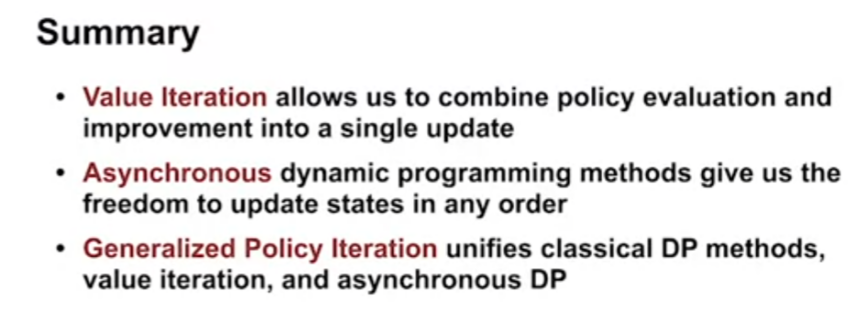 Summary
• Value Iteration allows us to combine policy evaluation and
improvement into a single update
• Asynchronous dynamic programming methods give us the
freedom to update states in any order
• Generalized Policy Iteration unifies classical DP methods,
value iteration, and asynchronous DP